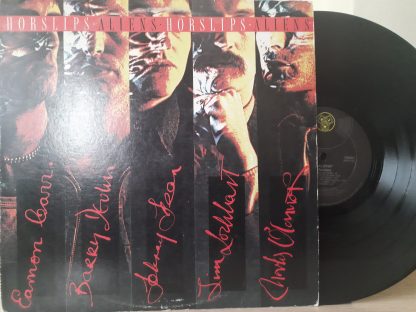 HORSLIPS·ALIENS·HORSLIPS·ALIENS
Eamon Carr.
Barry Devlin
Johnny Fean
Jim Lockhart
Charles O'Connor